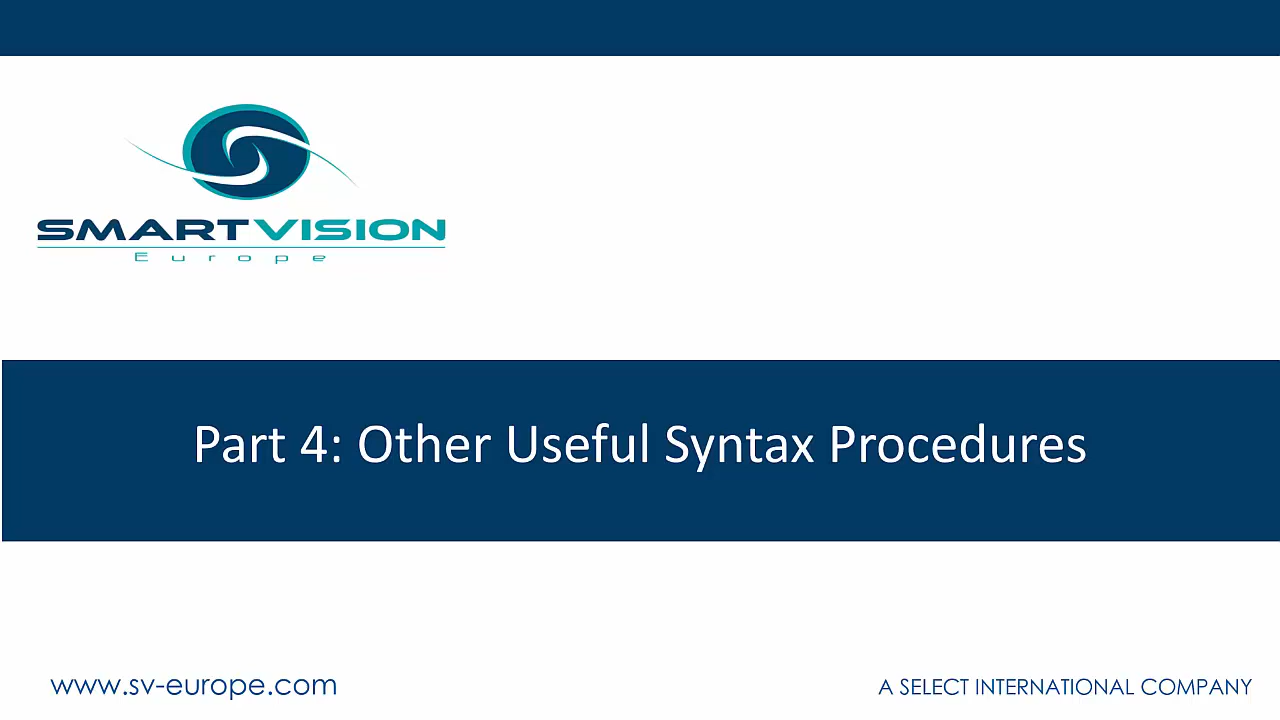 SMARTVISION
Europe
Part 4: Other Useful Syntax Procedures
www.sv-europe.com
A SELECT INTERNATIONAL COMPANY